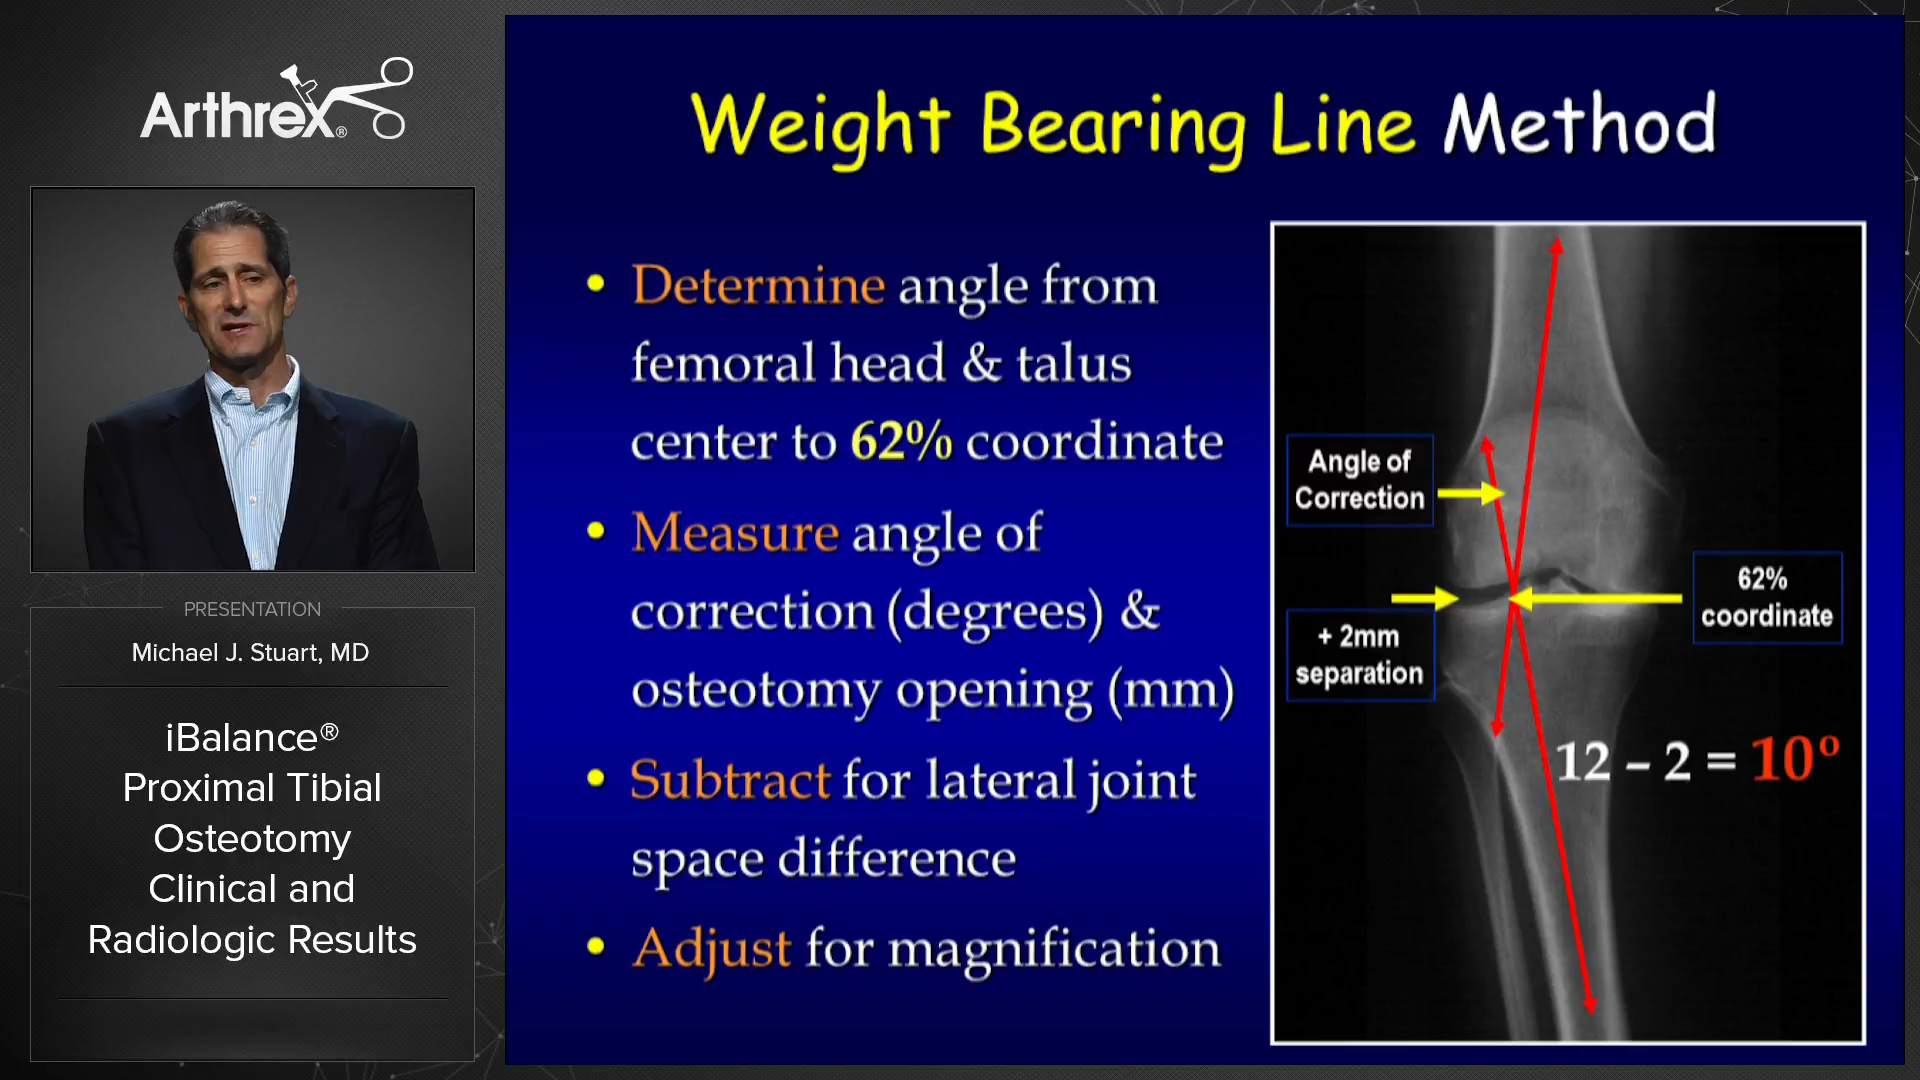 Arthrex®
PRESENTATION
Michael J. Stuart, MD
iBalance®
Proximal Tibial
Osteotomy
Clinical and
Radiologic Results
Weight Bearing Line Method
• Determine angle from
femoral head & talus
center to 62% coordinate
• Measure angle of
correction (degrees) &
osteotomy opening (mm)
• Subtract for lateral joint
space difference
• Adjust for magnification
Angle of
Correction
62%
coordinate
+ 2mm
separation
12 – 2 = 10º